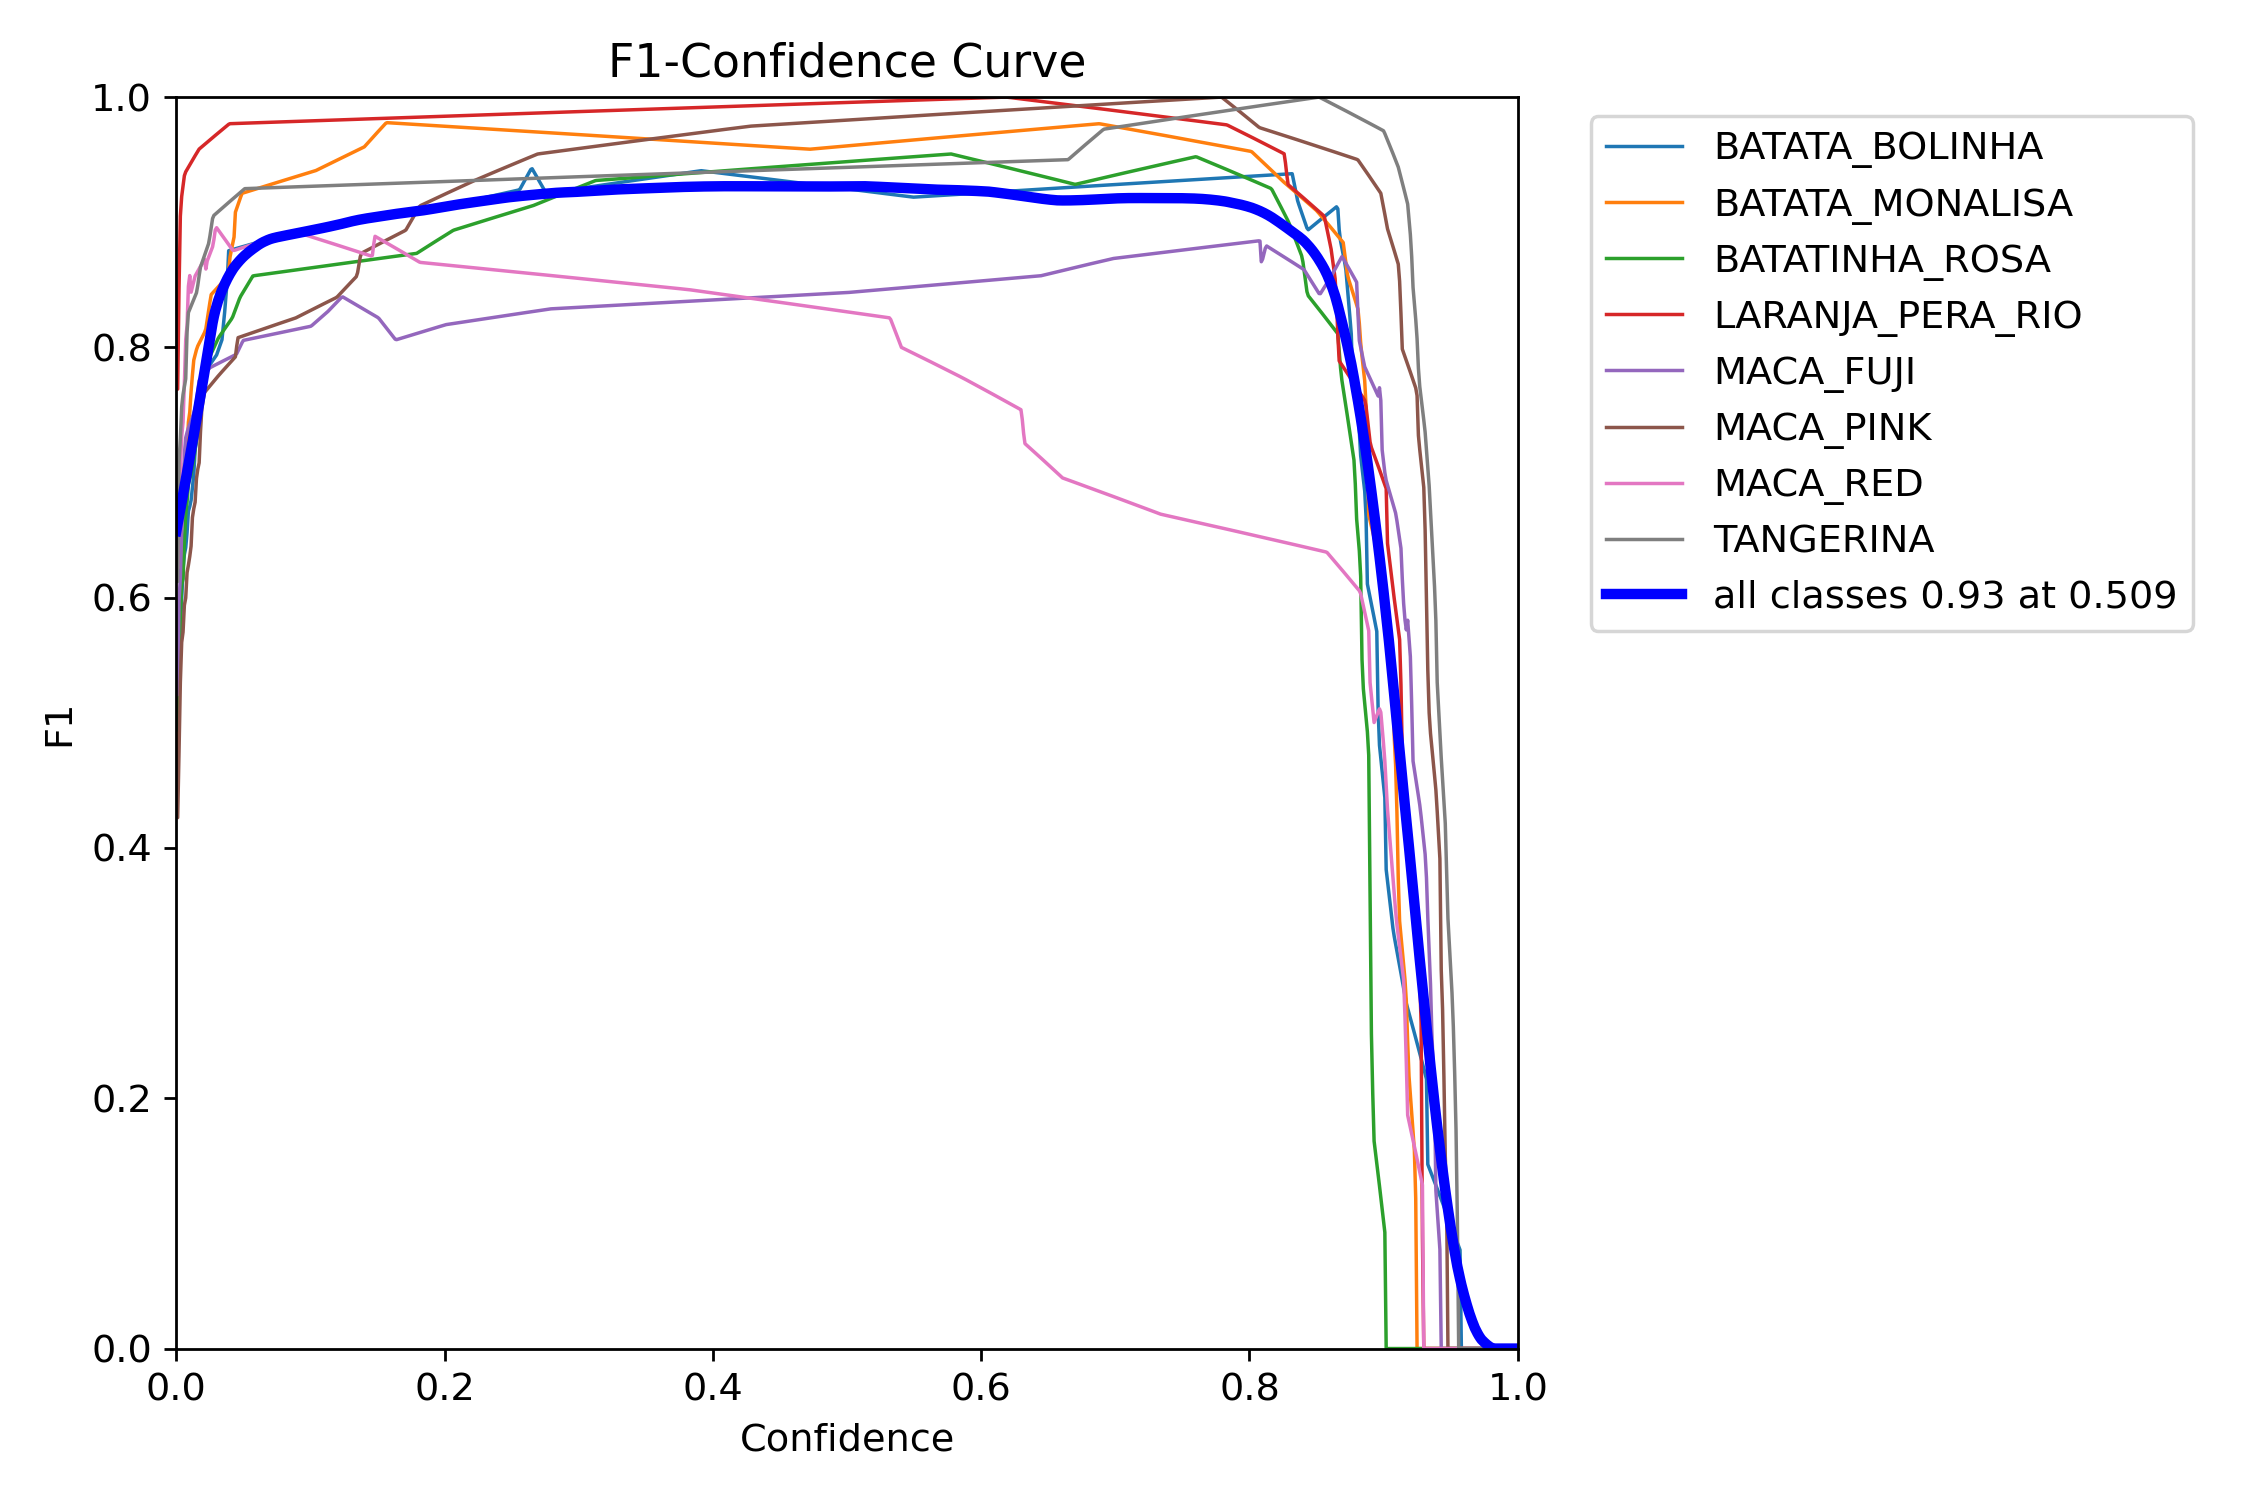 F1-Confidence Curve
1.0
0.8
0.6
0.4
0.2
0.0
F1
0.0 0.2 0.4 0.6 0.8 1.0
Confidence
BATATA_BOLINHA
BATATA_MONALISA
BATATINHA_ROSA
LARANJA_PERA_RIO
MACA_FUJI
MACA_PINK
MACA_RED
TANGERINA
all classes 0.93 at 0.509